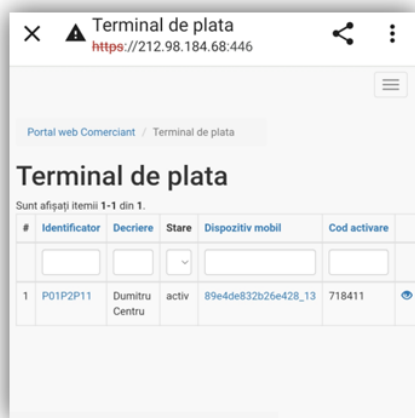 Terminal de plata
https://212.98.184.68:446
Portal web Comerciant / Terminal de plata
Terminal de plata
Sunt afișați itemii 1-1 din 1.
# Identificator Decriere Stare Dispozitiv mobil Cod activare
1 P01P2P11 Dumitru Centru activ 89e4de832b26e428_13 718411